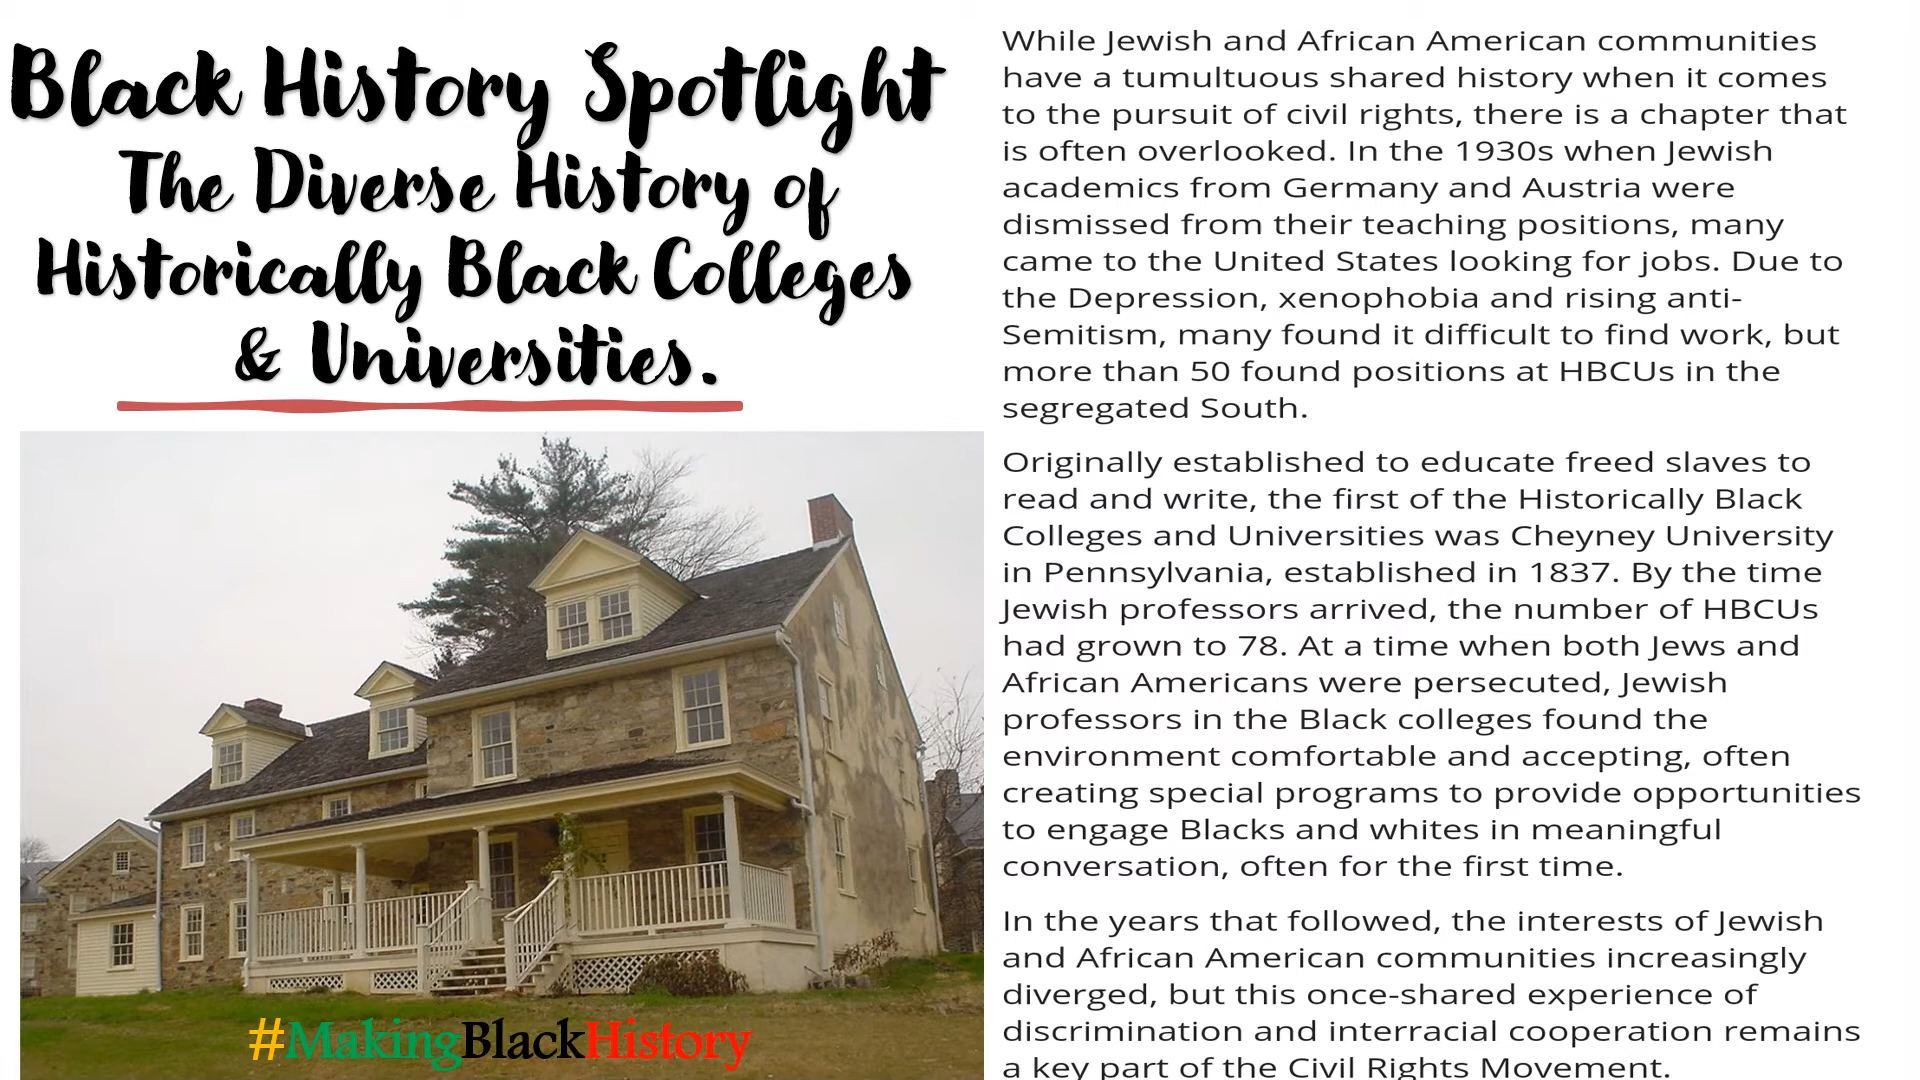 Black History Spotlight
The Diverse History of
Historically Black Colleges
& Universities.
#MakingBlackHistory
While Jewish and African American communities
have a tumultuous shared history when it comes
to the pursuit of civil rights, there is a chapter that
is often overlooked. In the 1930s when Jewish
academics from Germany and Austria were
dismissed from their teaching positions, many
came to the United States looking for jobs. Due to
the Depression, xenophobia and rising anti-
Semitism, many found it difficult to find work, but
more than 50 found positions at HBCUs in the
segregated South.
Originally established to educate freed slaves to
read and write, the first of the Historically Black
Colleges and Universities was Cheyney University
in Pennsylvania, established in 1837. By the time
Jewish professors arrived, the number of HBCUs
had grown to 78. At a time when both Jews and
African Americans were persecuted, Jewish
professors in the Black colleges found the
environment comfortable and accepting, often
creating special programs to provide opportunities
to engage Blacks and whites in meaningful
conversation, often for the first time.
In the years that followed, the interests of Jewish
and African American communities increasingly
diverged, but this once-shared experience of
discrimination and interracial cooperation remains
a key part of the Civil Rights Movement.